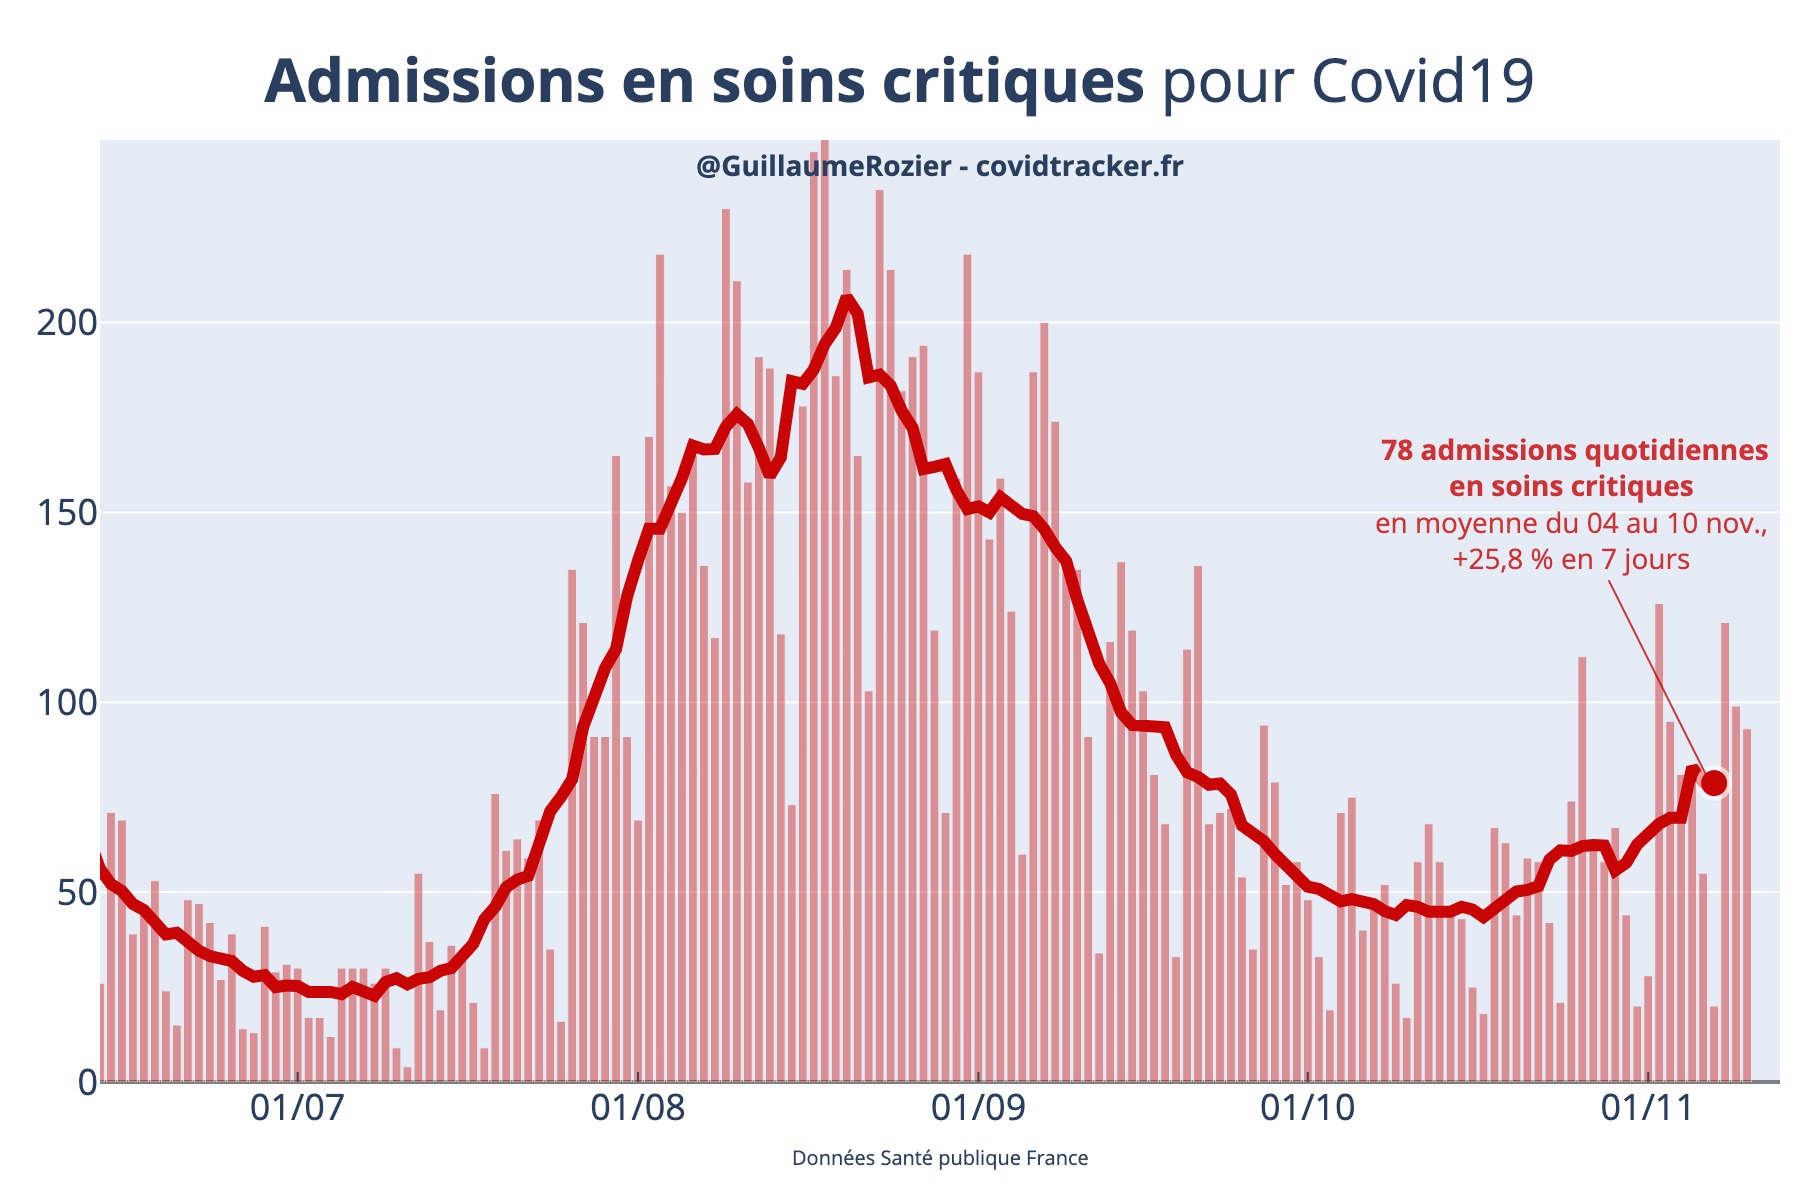 Admissions en soins critiques pour Covid19
@GuillaumeRozier - covidtracker.fr
200
150
100
50
0
78 admissions quotidiennes
en soins critiques
en moyenne du 04 au 10 nov.,
+25,8 % en 7 jours
01/07
01/08
01/09
01/10
01/11
Données Santé publique France